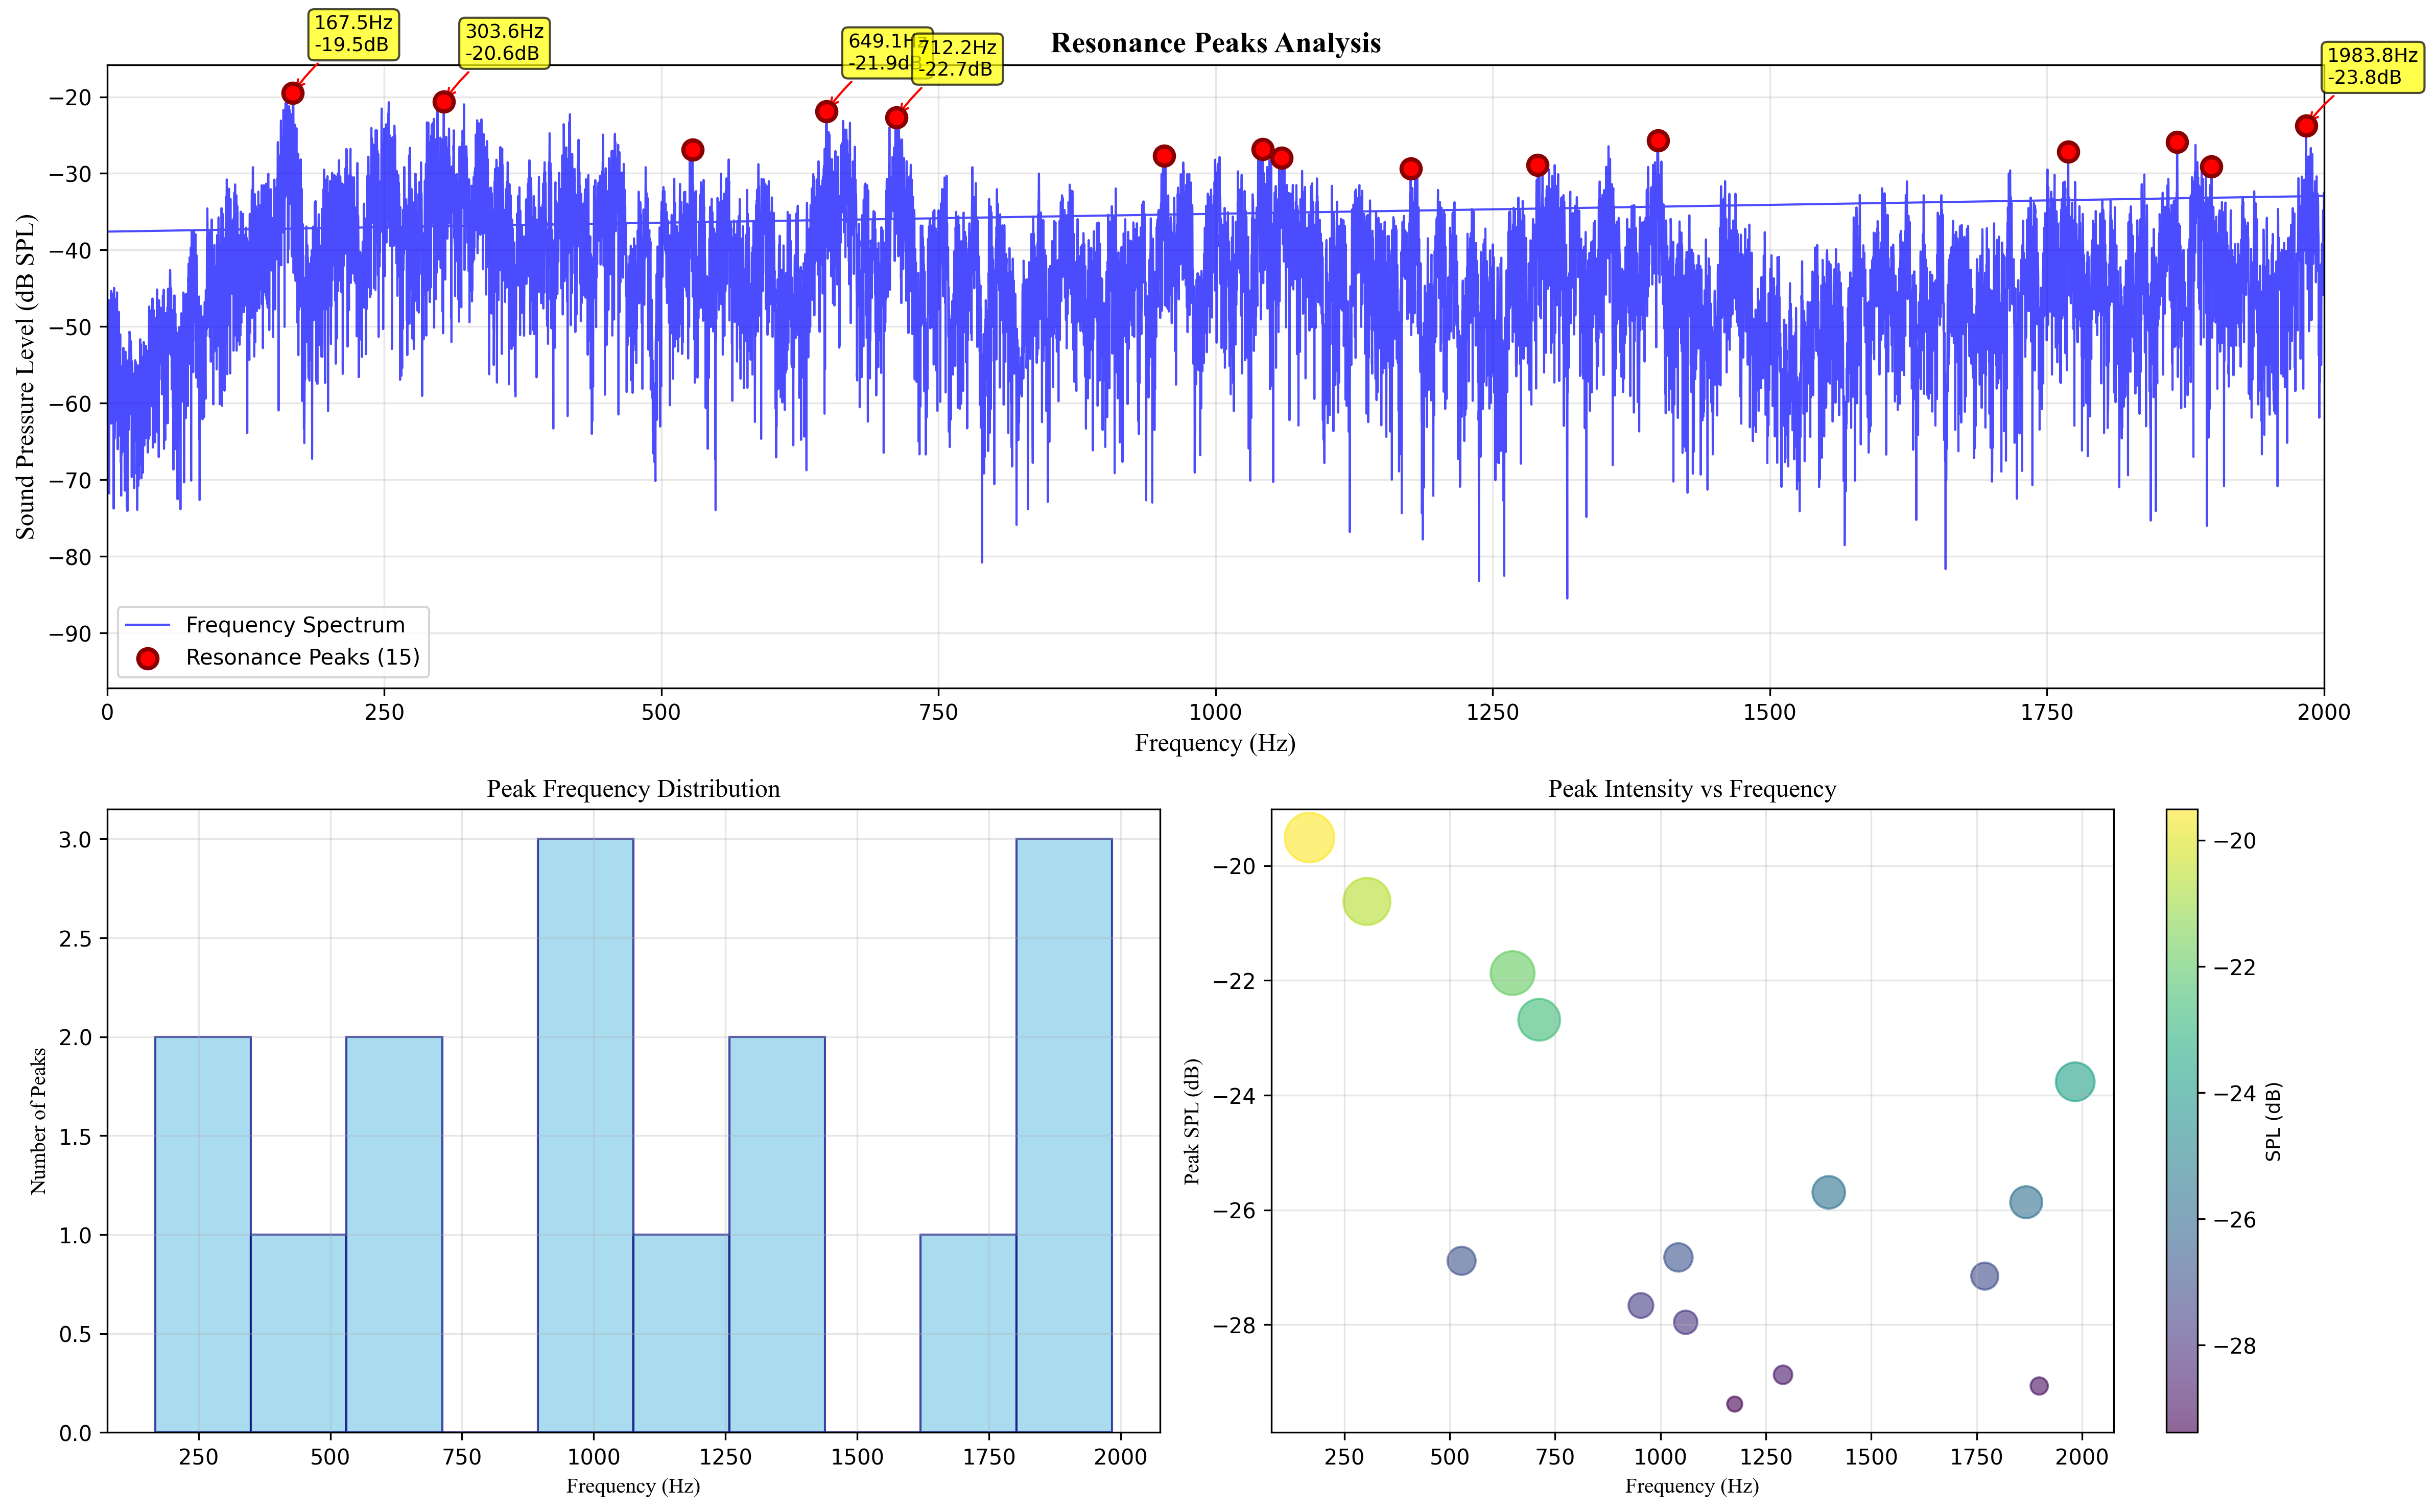 167.5Hz
-19.5dB
303.6Hz
-20.6dB
649.1Hz
-21.9dB
712.2Hz
-22.7dB
Resonance Peaks Analysis
1983.8Hz
-23.8dB
Sound Pressure Level (dB SPL)
−20
−30
−40
−50
−60
−70
−80
−90
Frequency Spectrum
Resonance Peaks (15)
0 250 500 750 1000 1250 1500 1750 2000
Frequency (Hz)
Peak Frequency Distribution
Number of Peaks
3.0
2.5
2.0
1.5
1.0
0.5
0.0
250 500 750 1000 1250 1500 1750 2000
Frequency (Hz)
Peak Intensity vs Frequency
Peak SPL (dB)
−20
−22
−24
−26
−28
250 500 750 1000 1250 1500 1750 2000
Frequency (Hz)
−20
−22
−24
−26
−28
SPL (dB)